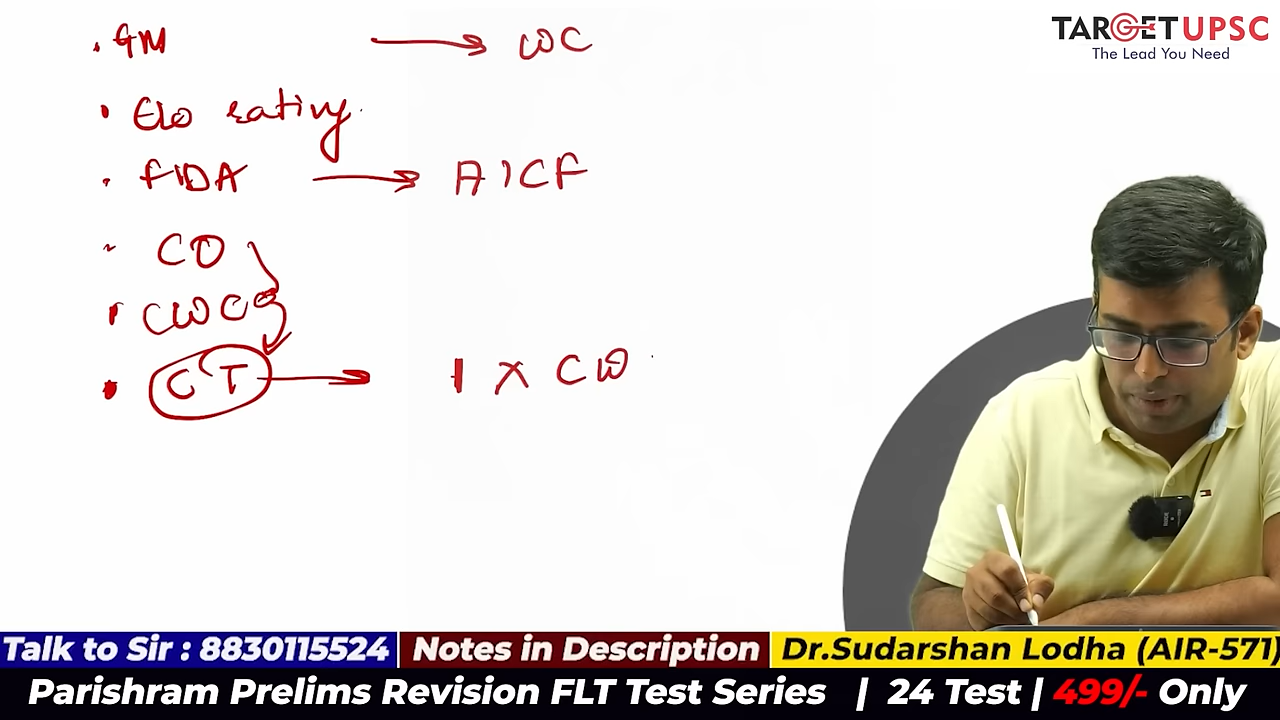 TARGETUPSC
The Lead You Need
• GM → WC
• Elo rating.
• FIDA → AICF
• CO
• CWC
• CT → 1 X CW
Talk to Sir : 8830115524 Notes in Description Dr.Sudarshan Lodha (AIR-571)
Parishram Prelims Revision FLT Test Series | 24 Test | 499/- Only